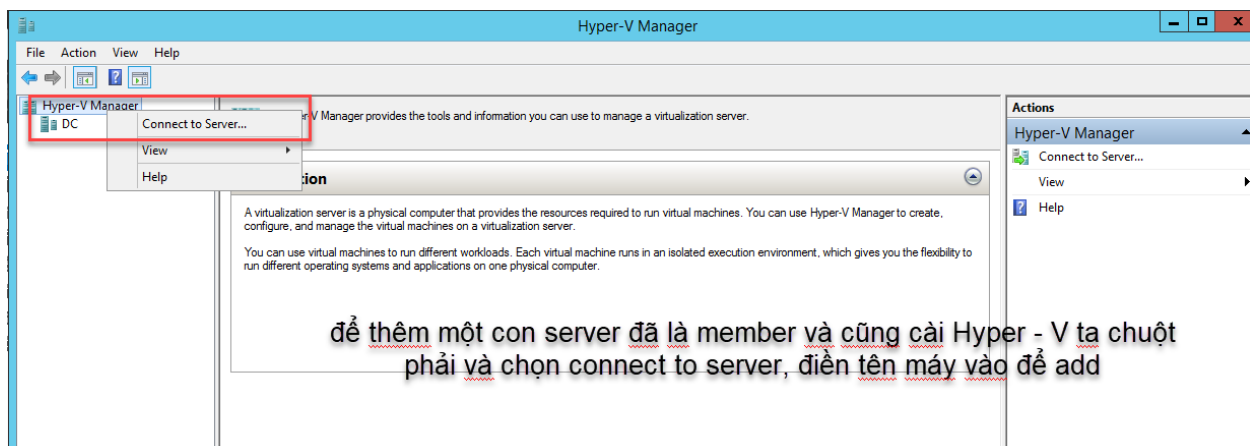 Hyper-V Manager
File Action View Help
Hyper-V Manager
DC
Connect to Server...
View
Help
V Manager provides the tools and information you can use to manage a virtualization server.
ion
A virtualization server is a physical computer that provides the resources required to run virtual machines. You can use Hyper-V Manager to create,
configure, and manage the virtual machines on a virtualization server.
You can use virtual machines to run different workloads. Each virtual machine runs in an isolated execution environment, which gives you the flexibility to
run different operating systems and applications on one physical computer.
để thêm một con server đã là member và cũng cài Hyper - V ta chuột
phải và chọn connect to server, điền tên máy vào để add
Actions
Hyper-V Manager
Connect to Server...
View
Help